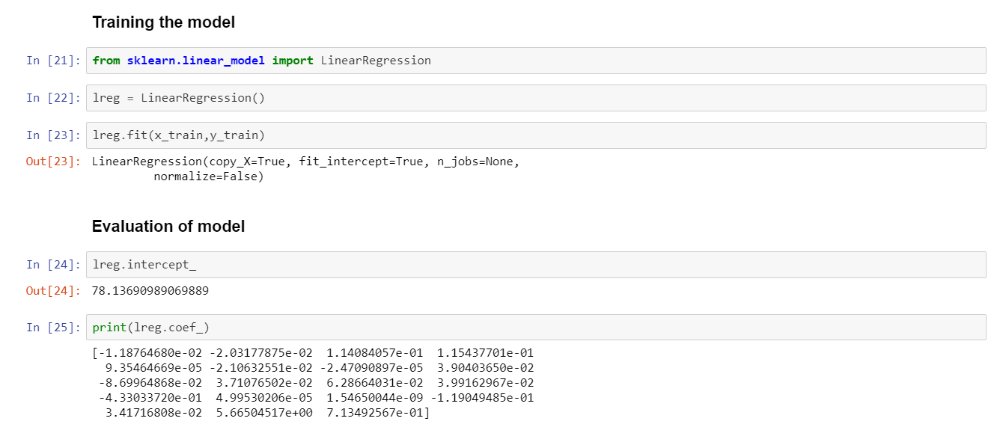 Training the model
In [21]: from sklearn.linear_model import LinearRegression
In [22]: lreg = LinearRegression()
In [23]: lreg.fit(x_train,y_train)
Out[23]: LinearRegression(copy_X=True, fit_intercept=True, n_jobs=None,
normalize=False)
Evaluation of model
In [24]: lreg.intercept_
Out[24]: 78.13690989069889
In [25]: print(lreg.coef_)
[-1.18764680e-02 -2.03177875e-02 1.14084057e-01 1.15437701e-01
9.35464669e-05 -2.10632551e-02 -2.47090897e-05 3.90403650e-02
-8.69964868e-02 3.71076502e-02 6.28664031e-02 3.99162967e-02
-4.33033720e-01 4.99530206e-05 1.54650044e-09 -1.19049485e-01
3.41716808e-02 5.66504517e+00 7.13492567e-01]